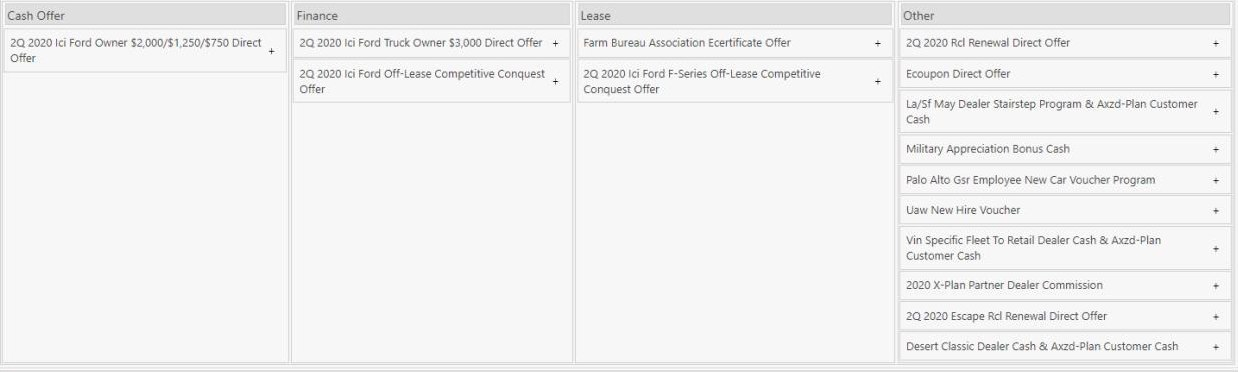 Cash Offer
2Q 2020 Ici Ford Owner $2,000/$1,250/$750 Direct
Offer
+
Finance
2Q 2020 Ici Ford Truck Owner $3,000 Direct Offer +
2Q 2020 Ici Ford Off-Lease Competitive Conquest
Offer
+
Lease
Farm Bureau Association Ecertificate Offer +
2Q 2020 Ici Ford F-Series Off-Lease Competitive
Conquest Offer
+
Other
2Q 2020 Rcl Renewal Direct Offer +
Ecoupon Direct Offer +
La/Sf May Dealer Stairstep Program & Axzd-Plan Customer
Cash
+
Military Appreciation Bonus Cash +
Palo Alto Gsr Employee New Car Voucher Program +
Uaw New Hire Voucher +
Vin Specific Fleet To Retail Dealer Cash & Axzd-Plan
Customer Cash
+
2020 X-Plan Partner Dealer Commission +
2Q 2020 Escape Rcl Renewal Direct Offer +
Desert Classic Dealer Cash & Axzd-Plan Customer Cash +